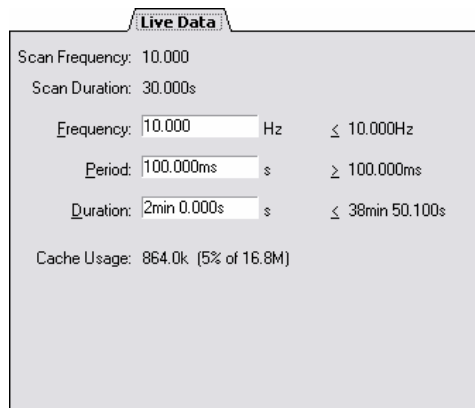 Live Data
Scan Frequency: 10.000
Scan Duration: 30.000s
Frequency: 10.000 Hz ≤ 10.000Hz
Period: 100.000ms s ≥ 100.000ms
Duration: 2min 0.000s s ≤ 38min 50.100s
Cache Usage: 864.0k (5% of 16.8M)